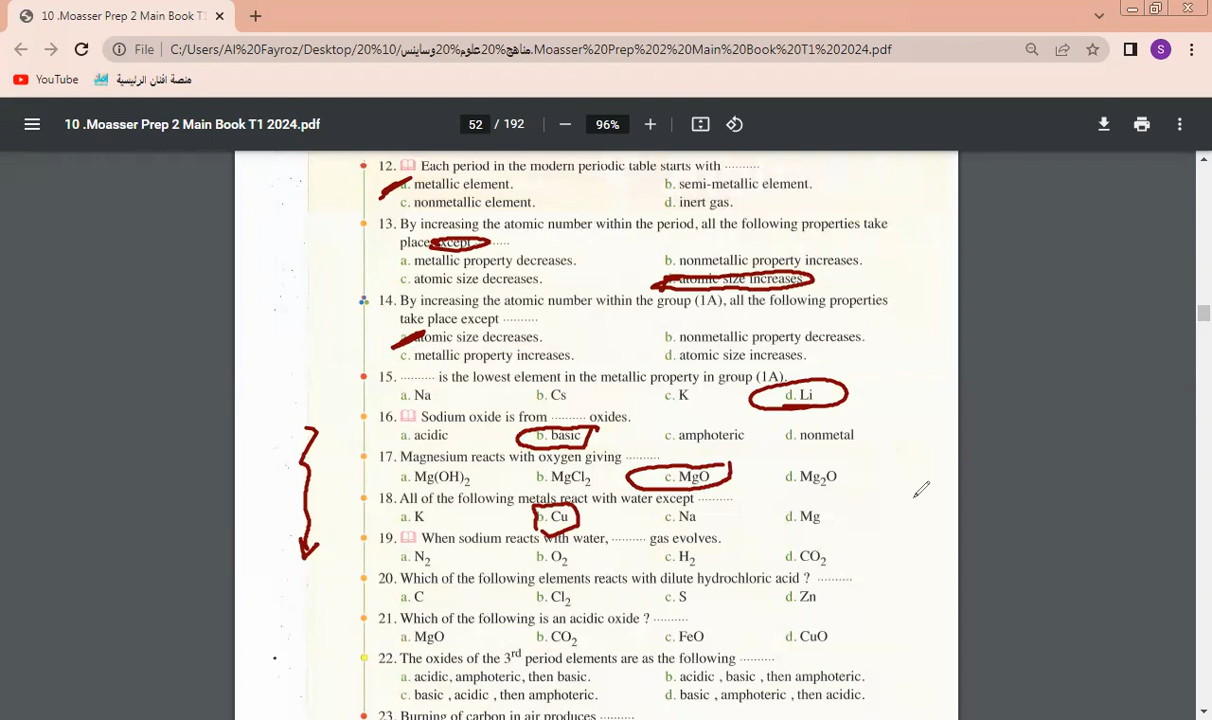 10 .Moasser Prep 2 Main Book T1
File C:/Users/Al%20Fayroz/Desktop/20%10/مناهج%20علوم%20وساينس.Moasser%20Prep%202%20Main%20Book%20T1%202024.pdf
S
YouTube منصة افنان الرئيسية
10 .Moasser Prep 2 Main Book T1 2024.pdf
52 / 192 96%
12. Each period in the modern periodic table starts with ..........
a. metallic element. b. semi-metallic element.
c. nonmetallic element. d. inert gas.
13. By increasing the atomic number within the period, all the following properties take
place except ..........
a. metallic property decreases. b. nonmetallic property increases.
c. atomic size decreases. d. atomic size increases.
14. By increasing the atomic number within the group (1A), all the following properties
take place except ..........
a. atomic size decreases. b. nonmetallic property decreases.
c. metallic property increases. d. atomic size increases.
15. .......... is the lowest element in the metallic property in group (1A).
a. Na b. Cs c. K d. Li
16. Sodium oxide is from .......... oxides.
a. acidic b. basic c. amphoteric d. nonmetal
17. Magnesium reacts with oxygen giving ..........
a. Mg(OH)₂ b. MgCl₂ c. MgO d. Mg₂O
18. All of the following metals react with water except ..........
a. K b. Cu c. Na d. Mg
19. When sodium reacts with water, .......... gas evolves.
a. N₂ b. O₂ c. H₂ d. CO₂
20. Which of the following elements reacts with dilute hydrochloric acid ? ..........
a. C b. Cl₂ c. S d. Zn
21. Which of the following is an acidic oxide ? ..........
a. MgO b. CO₂ c. FeO d. CuO
22. The oxides of the 3rd period elements are as the following ..........
a. acidic, amphoteric, then basic. b. acidic , basic , then amphoteric.
c. basic , acidic , then amphoteric. d. basic , amphoteric , then acidic.
23. Burning of carbon in air produces ..........